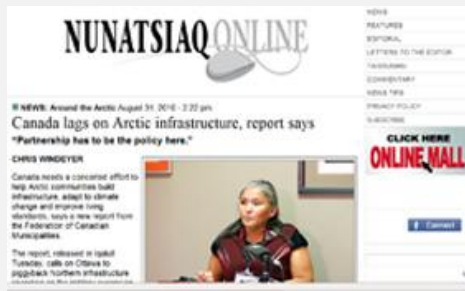 NUNATSIAQ ONLINE
NEWS
FEATURES
EDITORIAL
LETTERS TO THE EDITOR
TAISSUMANI
COMMENTARY
NEWS TIPS
PRIVACY POLICY
SUBSCRIBE
CLICK HERE
ONLINE MALL
Connect
NEWS: Around the Arctic August 31, 2010 - 2:22 pm
Canada lags on Arctic infrastructure, report says
"Partnership has to be the policy here."
CHRIS WINDEYER
Canada needs a concerted effort to
help Arctic communities build
infrastructure, adapt to climate
change and improve living
standards, says a new report from
the Federation of Canadian
Municipalities.
The report, released in Iqaluit
Tuesday, calls on Ottawa to
piggyback Northern infrastructure